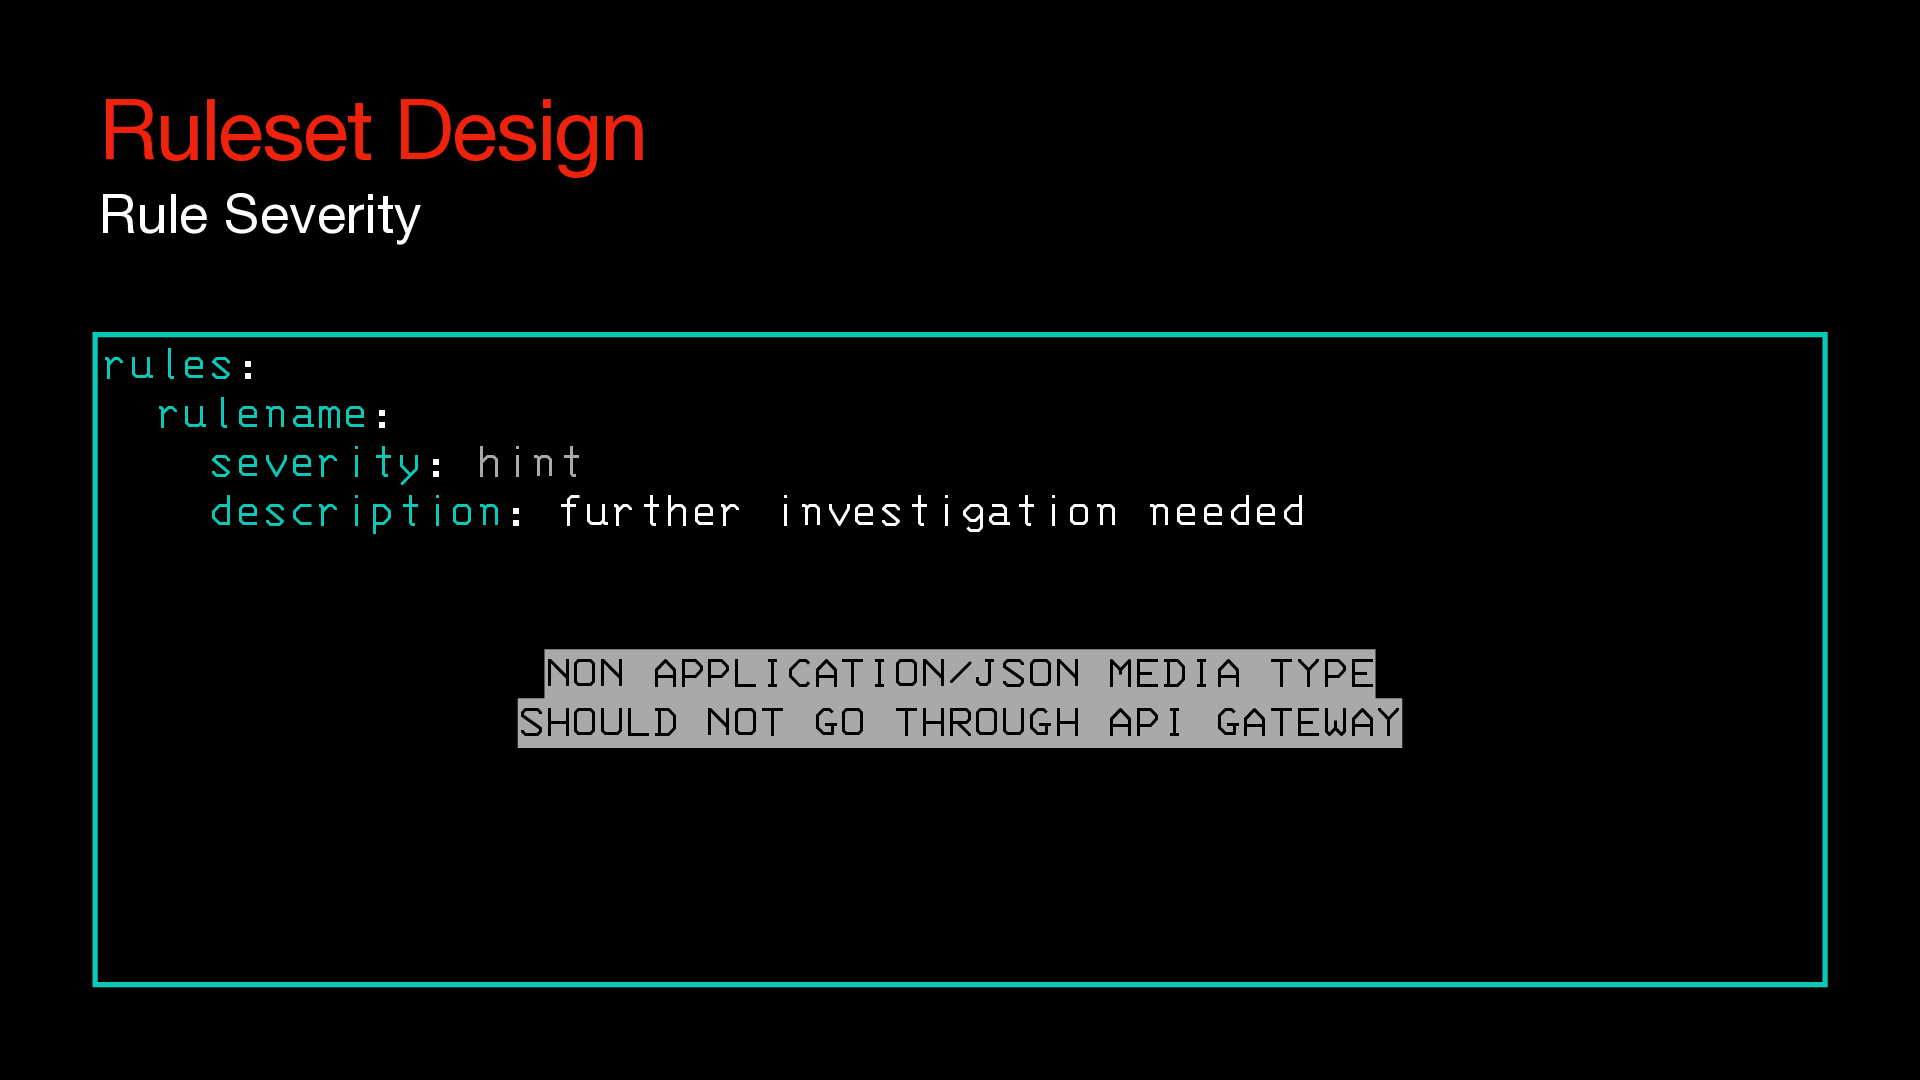 Ruleset Design
Rule Severity
rules:
  rulename:
    severity: hint
    description: further investigation needed
NON APPLICATION/JSON MEDIA TYPE
SHOULD NOT GO THROUGH API GATEWAY